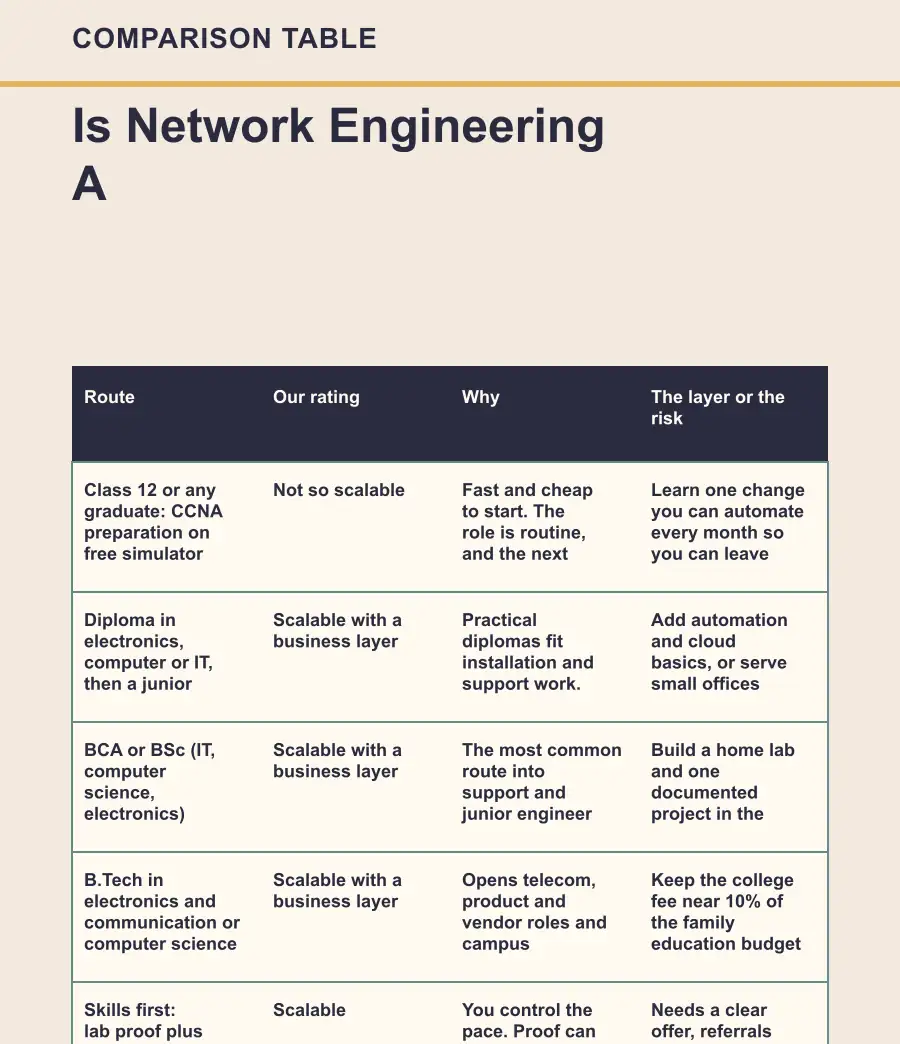 COMPARISON TABLE
Is Network Engineering
A
Route
Our rating
Why
The layer or the
risk
Class 12 or any
graduate: CCNA
preparation on
free simulator
Not so scalable
Fast and cheap
to start. The
role is routine,
and the next
Learn one change
you can automate
every month so
you can leave
Diploma in
electronics,
computer or IT,
then a junior
Scalable with a
business layer
Practical
diplomas fit
installation and
support work.
Add automation
and cloud
basics, or serve
small offices
BCA or BSc (IT,
computer
science,
electronics)
Scalable with a
business layer
The most common
route into
support and
junior engineer
Build a home lab
and one
documented
project in the
B.Tech in
electronics and
communication or
computer science
Scalable with a
business layer
Opens telecom,
product and
vendor roles and
campus
Keep the college
fee near 10% of
the family
education budget
Skills first:
lab proof plus
Scalable
You control the
pace. Proof can
Needs a clear
offer, referrals